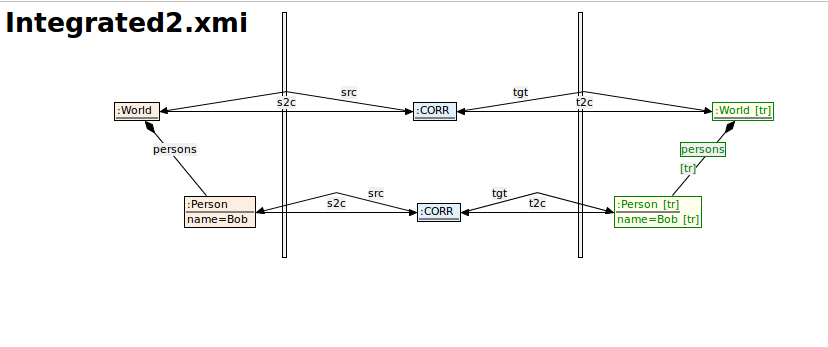 Integrated2.xmi
src
tgt
:World
s2c
:CORR
t2c
:World [tr]
persons
persons
[tr]
:Person
name=Bob
src
s2c
:CORR
tgt
t2c
:Person [tr]
name=Bob [tr]